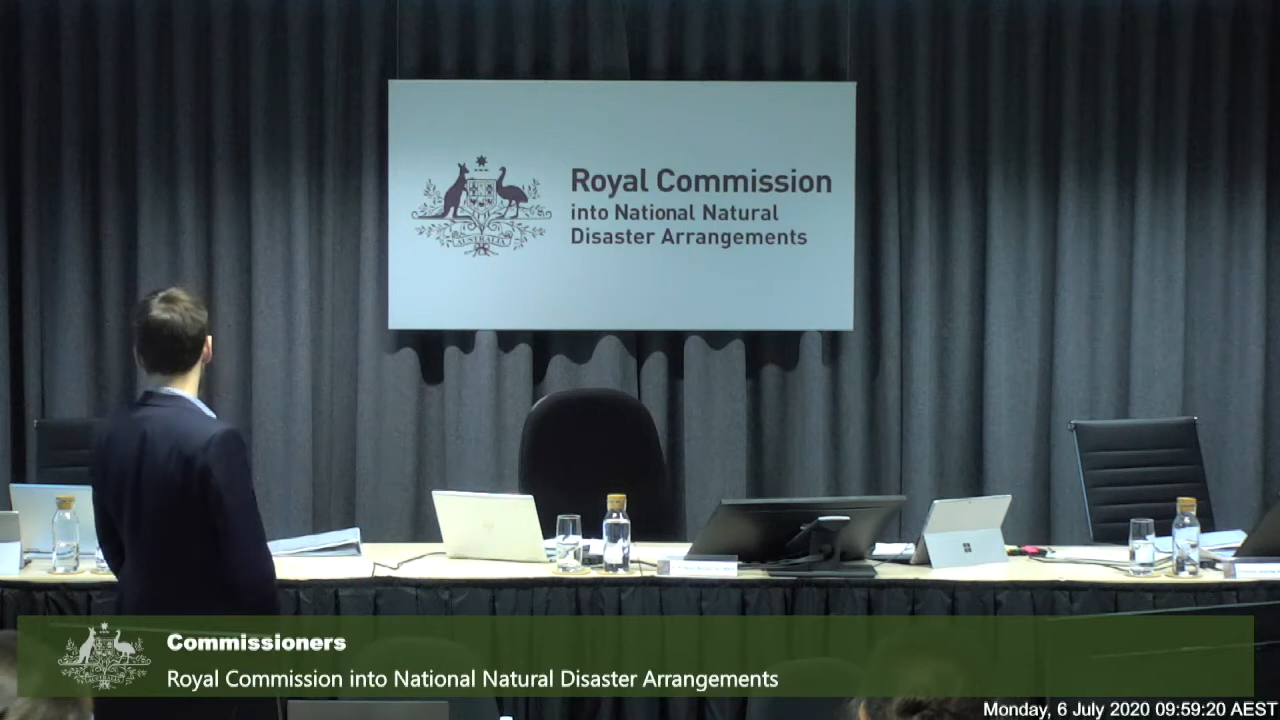 Royal Commission
into National Natural
Disaster Arrangements
AUSTRALIA
Commissioners
Royal Commission into National Natural Disaster Arrangements
Monday, 6 July 2020 09:59:20 AEST